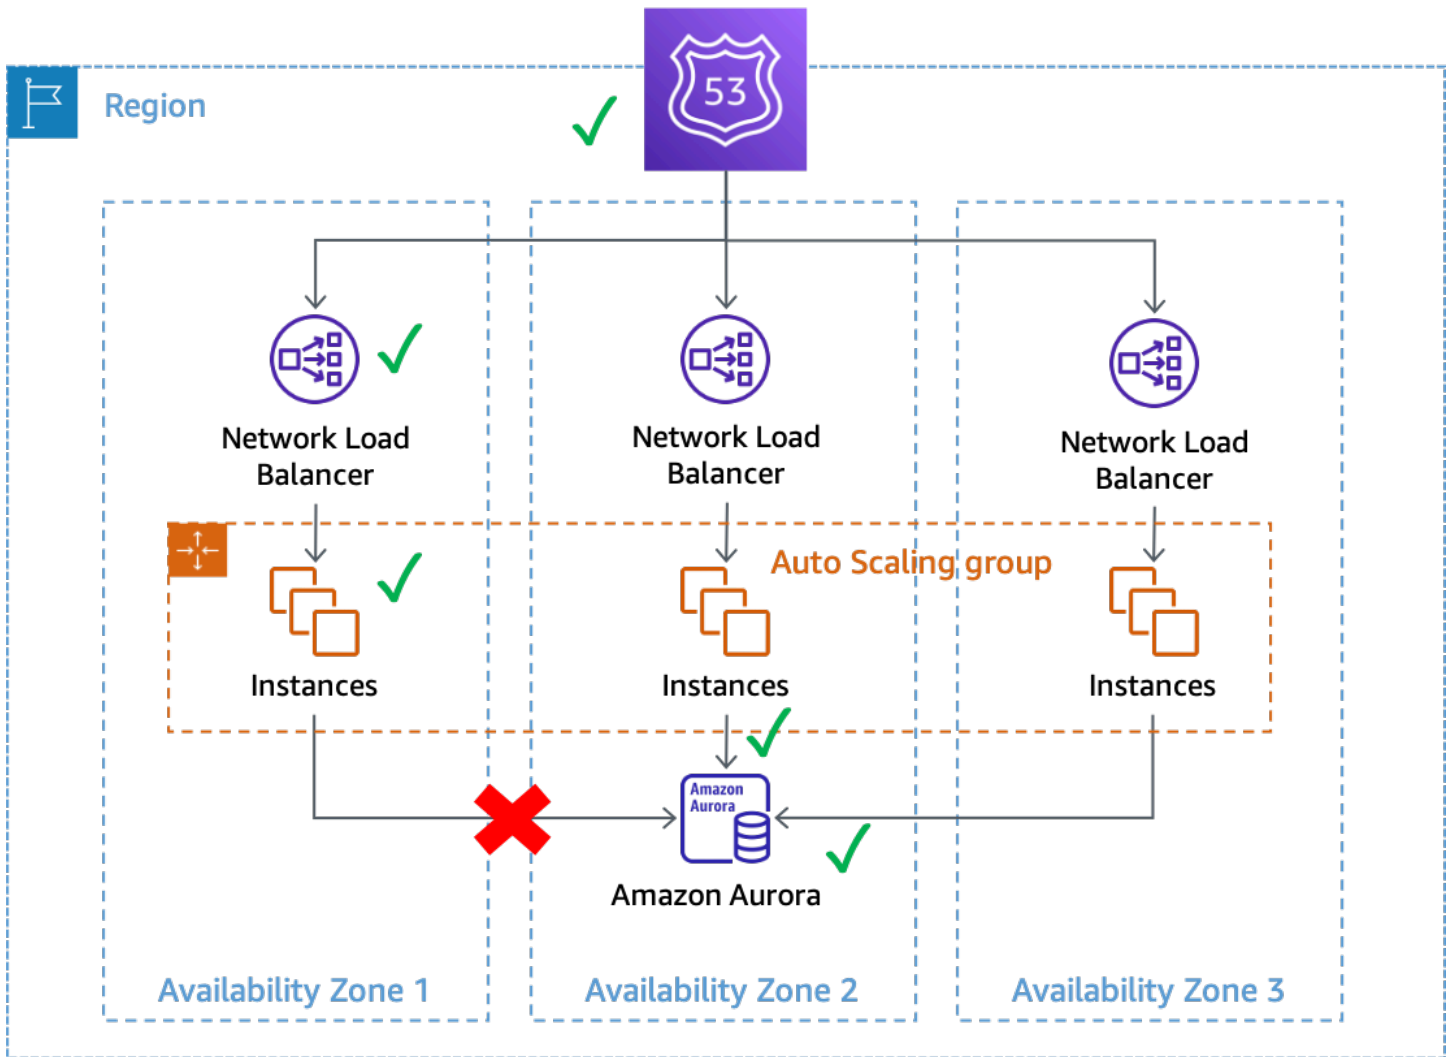 53
Region
Network Load
Balancer
Network Load
Balancer
Network Load
Balancer
Auto Scaling group
Instances
Instances
Instances
Amazon
Aurora
Amazon Aurora
Availability Zone 1
Availability Zone 2
Availability Zone 3